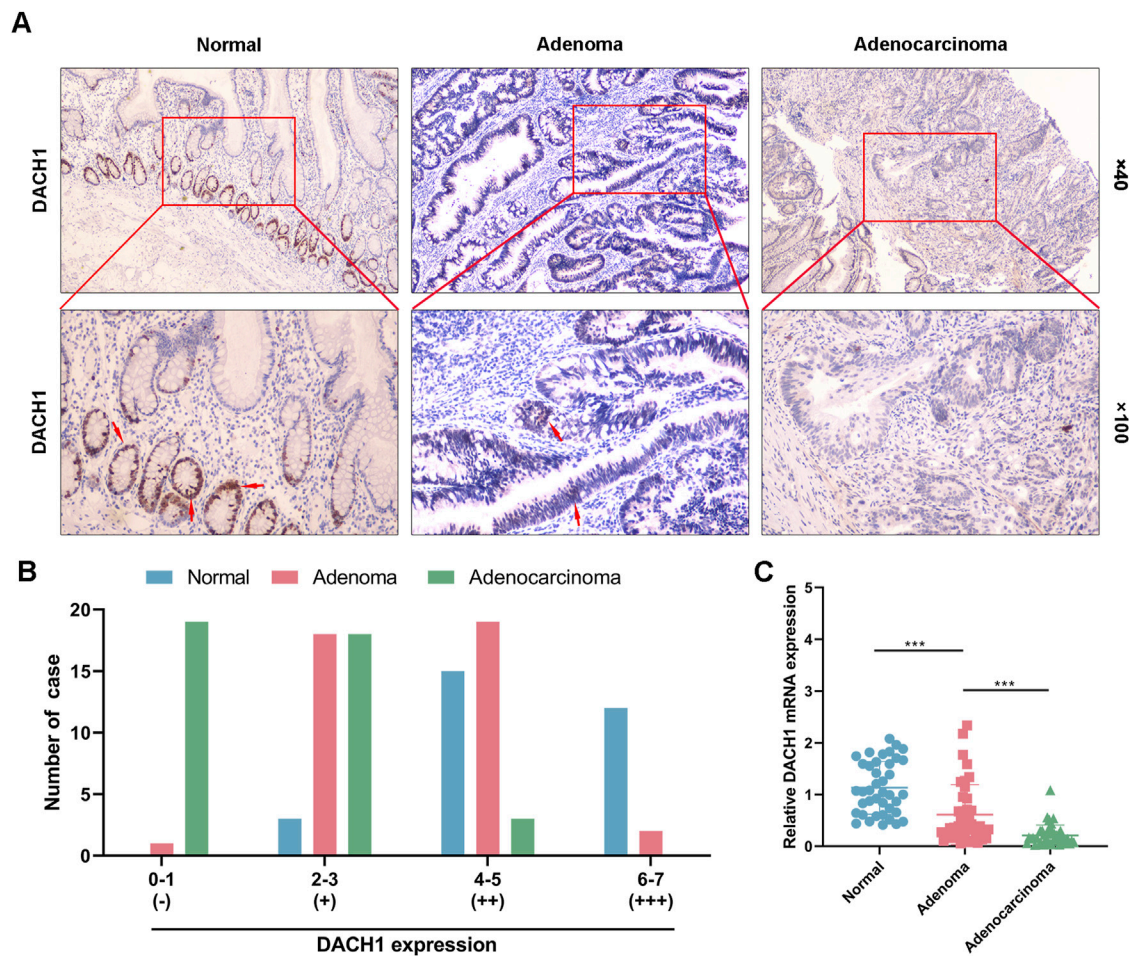 A
Normal
Adenoma
Adenocarcinoma
DACH1
×40
DACH1
×100
B
Normal
Adenoma
Adenocarcinoma
Number of case
20
15
10
5
0
0-1
2-3
4-5
6-7
(-)
(+)
(++)
(+++)
DACH1 expression
C
Relative DACH1 mRNA expression
5
4
3
2
1
0
***
***
Normal
Adenoma
Adenocarcinoma